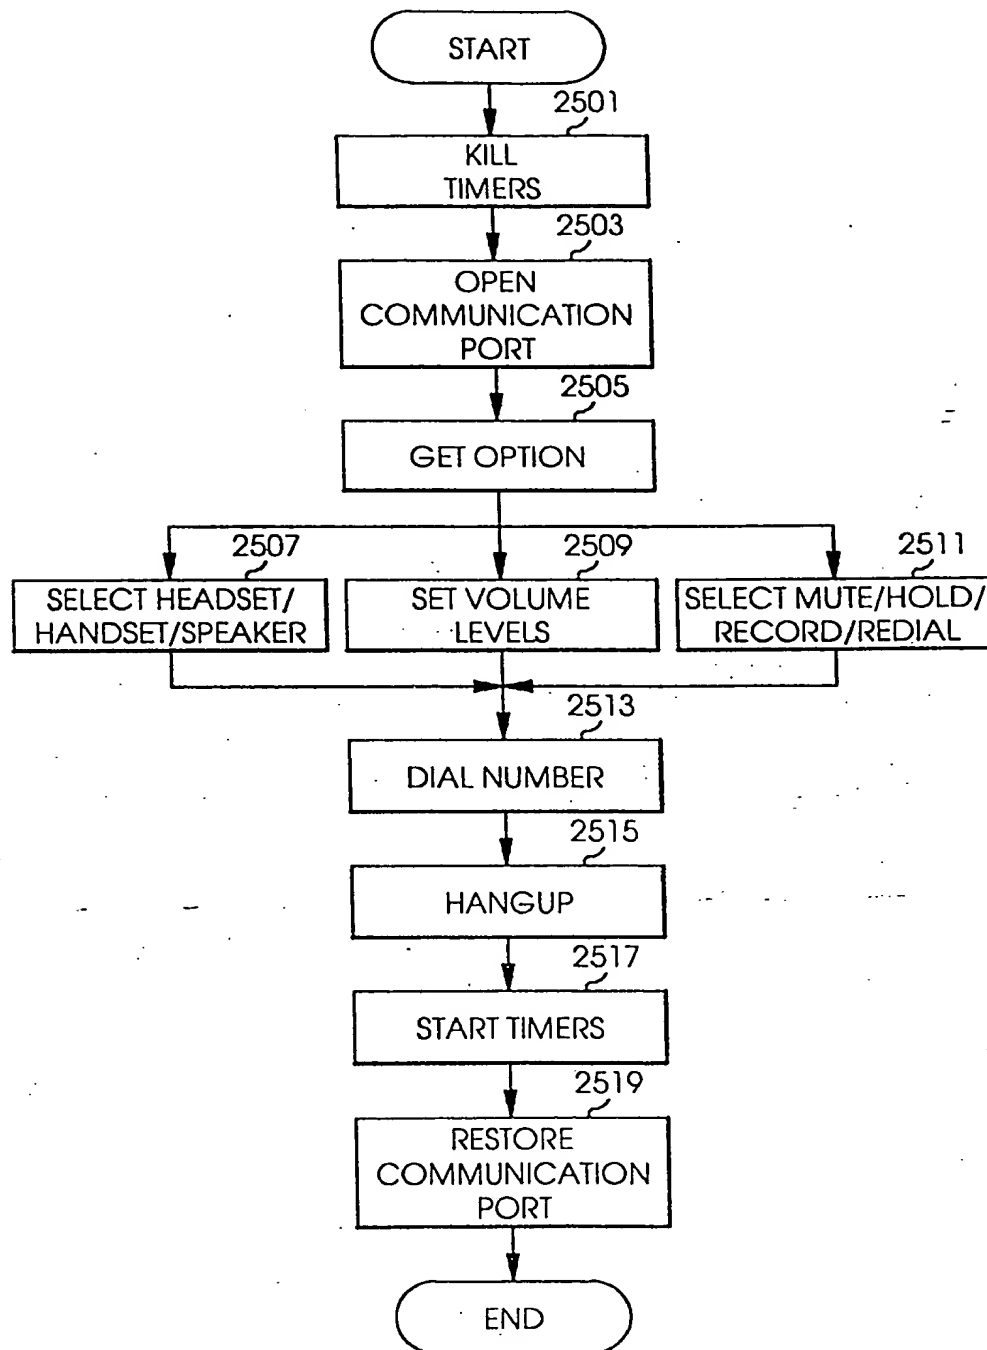 START
2501
KILL
TIMERS
2503
OPEN
COMMUNICATION
PORT
2505
GET OPTION
2507
SELECT HEADSET/
HANDSET/SPEAKER
2509
SET VOLUME
LEVELS
2511
SELECT MUTE/HOLD/
RECORD/REDIAL
2513
DIAL NUMBER
2515
HANGUP
2517
START TIMERS
2519
RESTORE
COMMUNICATION
PORT
END